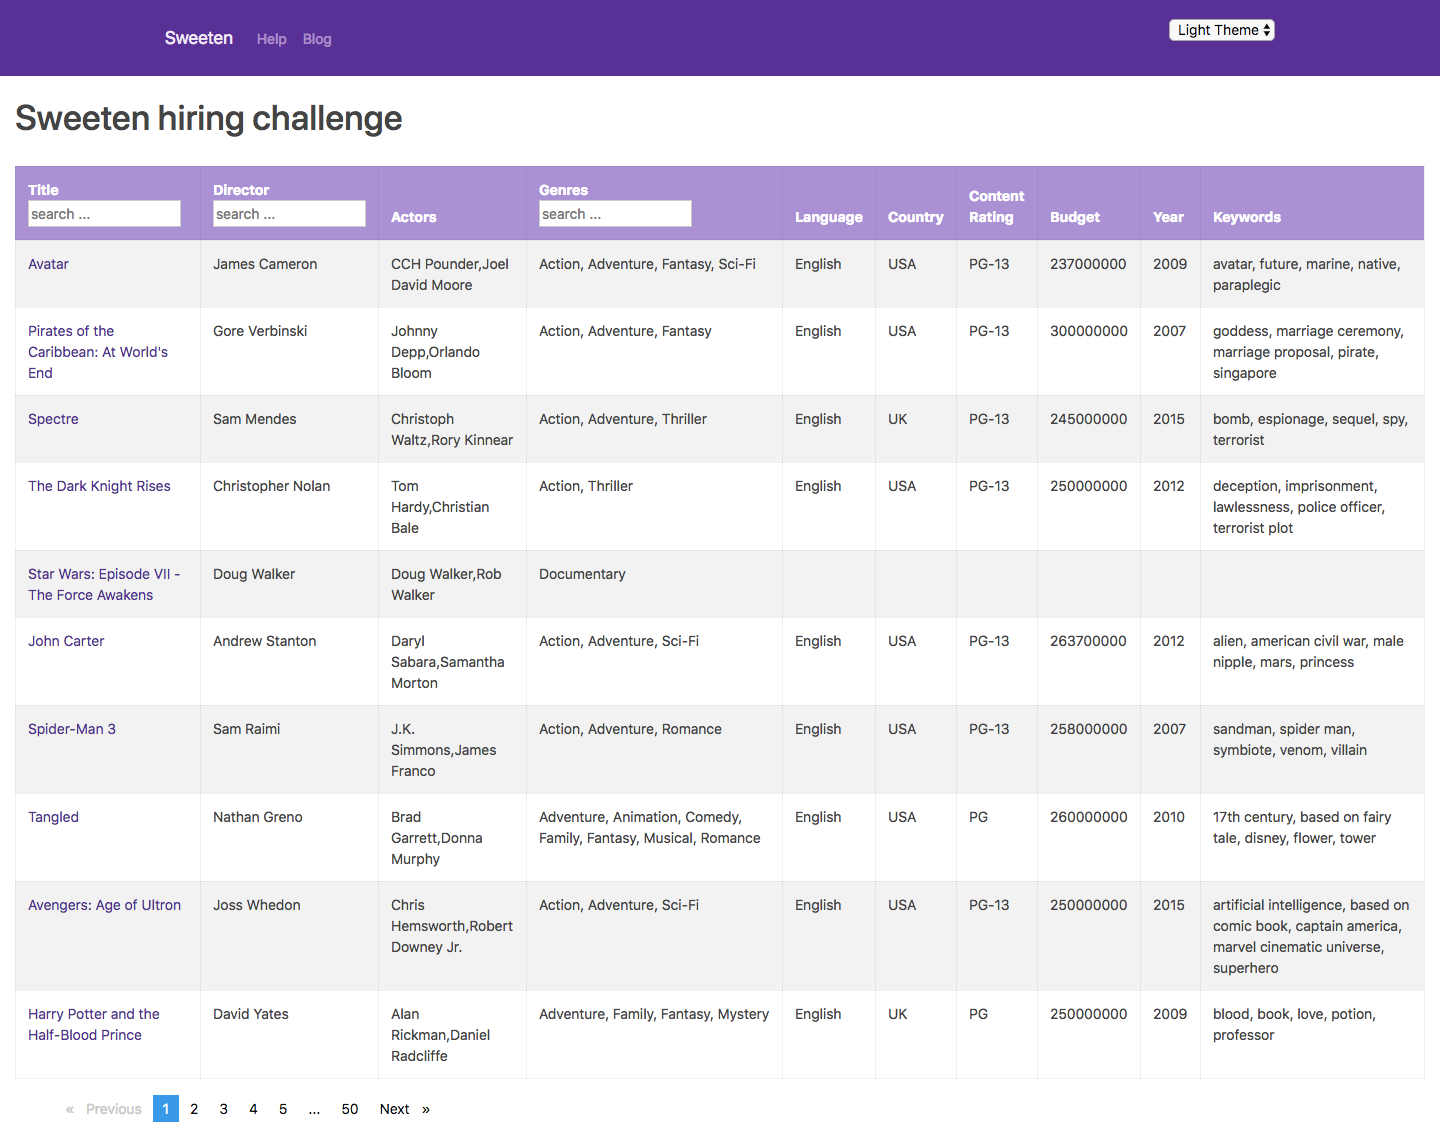 Sweeten Help Blog Light Theme
Sweeten hiring challenge
Title Director Genres Content
search ... search ... Actors search ... Language Country Rating Budget Year Keywords
Avatar James Cameron CCH Pounder,Joel Action, Adventure, Fantasy, Sci-Fi English USA PG-13 237000000 2009 avatar, future, marine, native,
David Moore paraplegic
Pirates of the Gore Verbinski Johnny Action, Adventure, Fantasy English USA PG-13 300000000 2007 goddess, marriage ceremony,
Caribbean: At World's Depp,Orlando marriage proposal, pirate,
End Bloom singapore
Spectre Sam Mendes Christoph Action, Adventure, Thriller English UK PG-13 245000000 2015 bomb, espionage, sequel, spy,
Waltz,Rory Kinnear terrorist
The Dark Knight Rises Christopher Nolan Tom Action, Thriller English USA PG-13 250000000 2012 deception, imprisonment,
Hardy,Christian lawlessness, police officer,
Bale terrorist plot
Star Wars: Episode VII - Doug Walker Doug Walker,Rob Documentary
The Force Awakens Walker
John Carter Andrew Stanton Daryl Action, Adventure, Sci-Fi English USA PG-13 263700000 2012 alien, american civil war, male
Sabara,Samantha nipple, mars, princess
Morton
Spider-Man 3 Sam Raimi J.K. Action, Adventure, Romance English USA PG-13 258000000 2007 sandman, spider man,
Simmons,James symbiote, venom, villain
Franco
Tangled Nathan Greno Brad Adventure, Animation, Comedy, English USA PG 260000000 2010 17th century, based on fairy
Garrett,Donna Family, Fantasy, Musical, Romance tale, disney, flower, tower
Murphy
Avengers: Age of Ultron Joss Whedon Chris Action, Adventure, Sci-Fi English USA PG-13 250000000 2015 artificial intelligence, based on
Hemsworth,Robert comic book, captain america,
Downey Jr. marvel cinematic universe,
superhero
Harry Potter and the David Yates Alan Adventure, Family, Fantasy, Mystery English UK PG 250000000 2009 blood, book, love, potion,
Half-Blood Prince Rickman,Daniel professor
Radcliffe
« Previous 1 2 3 4 5 ... 50 Next »